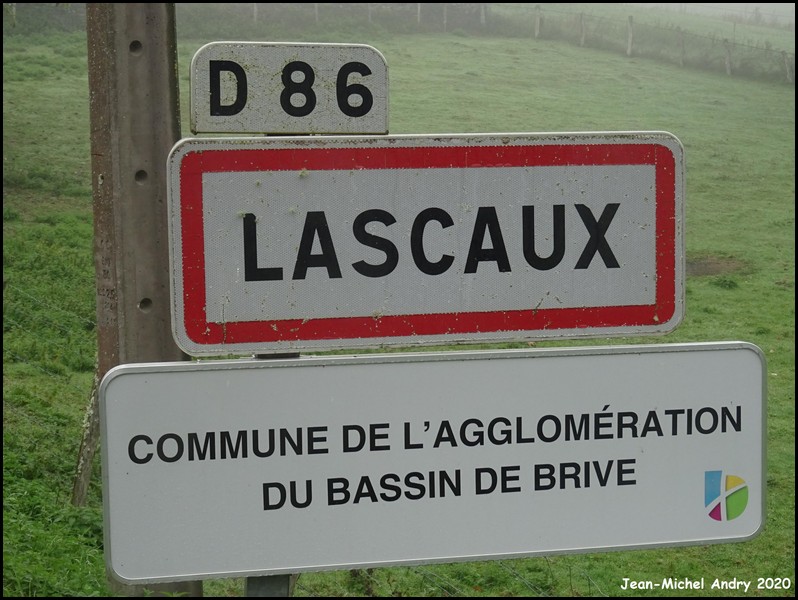 D 86
LASCAUX
COMMUNE DE L'AGGLOMÉRATION
DU BASSIN DE BRIVE
Jean-Michel Andry 2020